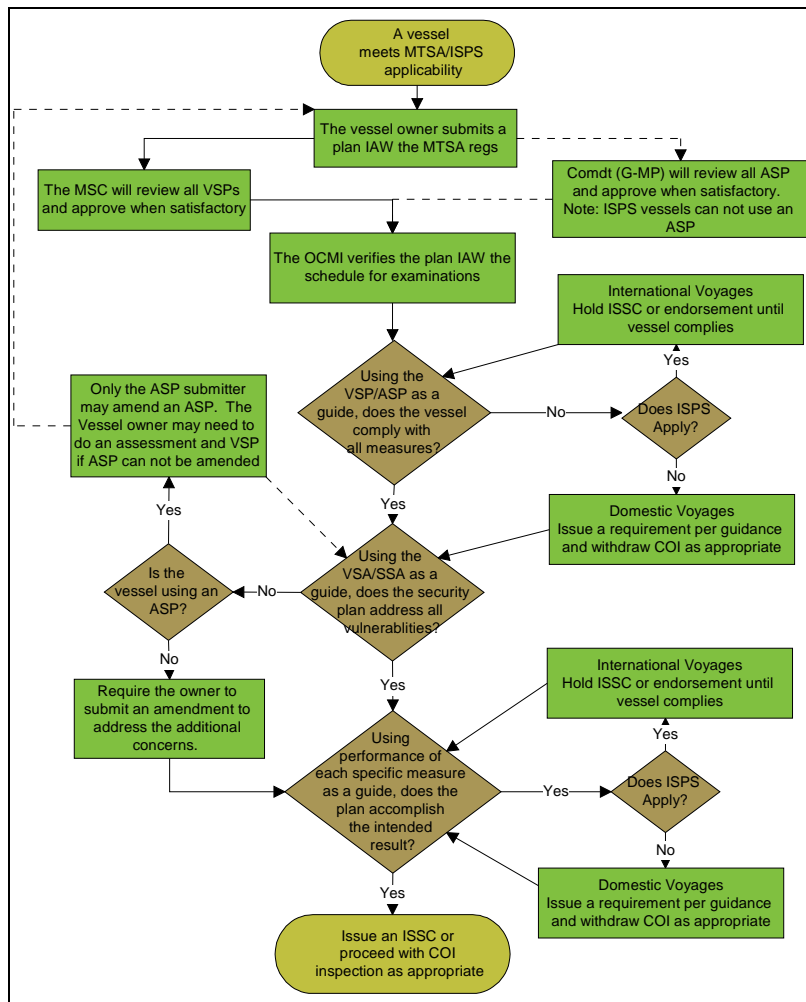 A vessel
meets MTSA/ISPS
applicability
The vessel owner submits a
plan IAW the MTSA regs
The MSC will review all VSPs
and approve when satisfactory
Comdt (G-MP) will review all ASP
and approve when satisfactory.
Note: ISPS vessels can not use an
ASP
The OCMI verifies the plan IAW the
schedule for examinations
International Voyages
Hold ISSC or endorsement until
vessel complies
Yes
Using the
VSP/ASP as a
guide, does the vessel
comply with
all measures?
No
Does ISPS
Apply?
No
Only the ASP submitter
may amend an ASP. The
Vessel owner may need to
do an assessment and VSP
if ASP can not be amended
Yes
Yes
Domestic Voyages
Issue a requirement per guidance
and withdraw COI as appropriate
Is the
vessel using an
ASP?
No
Using the
VSA/SSA as a
guide, does the security
plan address all
vulnerablities?
No
Yes
Require the owner to
submit an amendment to
address the additional
concerns.
International Voyages
Hold ISSC or endorsement until
vessel complies
Yes
Using
performance of
each specific measure
as a guide, does the
plan accomplish
the intended
result?
Yes
Does ISPS
Apply?
No
Domestic Voyages
Issue a requirement per guidance
and withdraw COI as appropriate
Yes
Issue an ISSC or
proceed with COI
inspection as appropriate